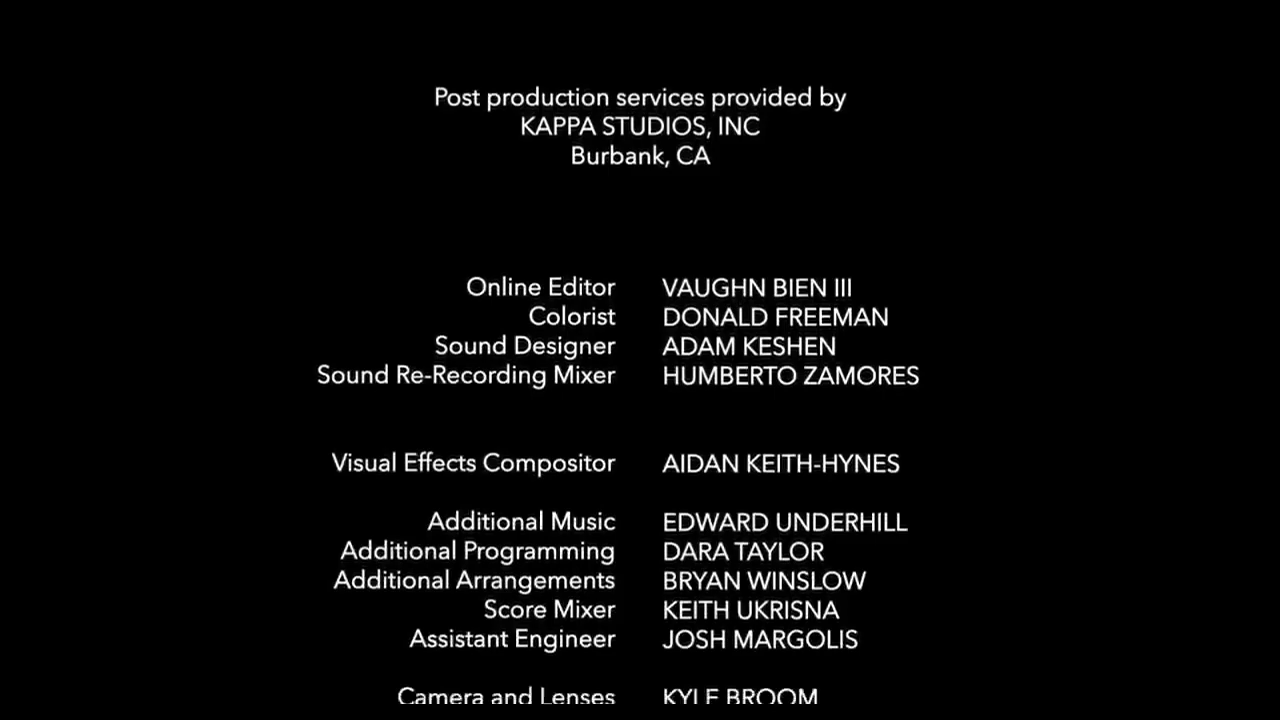 Post production services provided by
KAPPA STUDIOS, INC
Burbank, CA
Online Editor VAUGHN BIEN III
Colorist DONALD FREEMAN
Sound Designer ADAM KESHEN
Sound Re-Recording Mixer HUMBERTO ZAMORES
Visual Effects Compositor AIDAN KEITH-HYNES
Additional Music EDWARD UNDERHILL
Additional Programming DARA TAYLOR
Additional Arrangements BRYAN WINSLOW
Score Mixer KEITH UKRISNA
Assistant Engineer JOSH MARGOLIS
Camera and Lenses KYLE BROOM